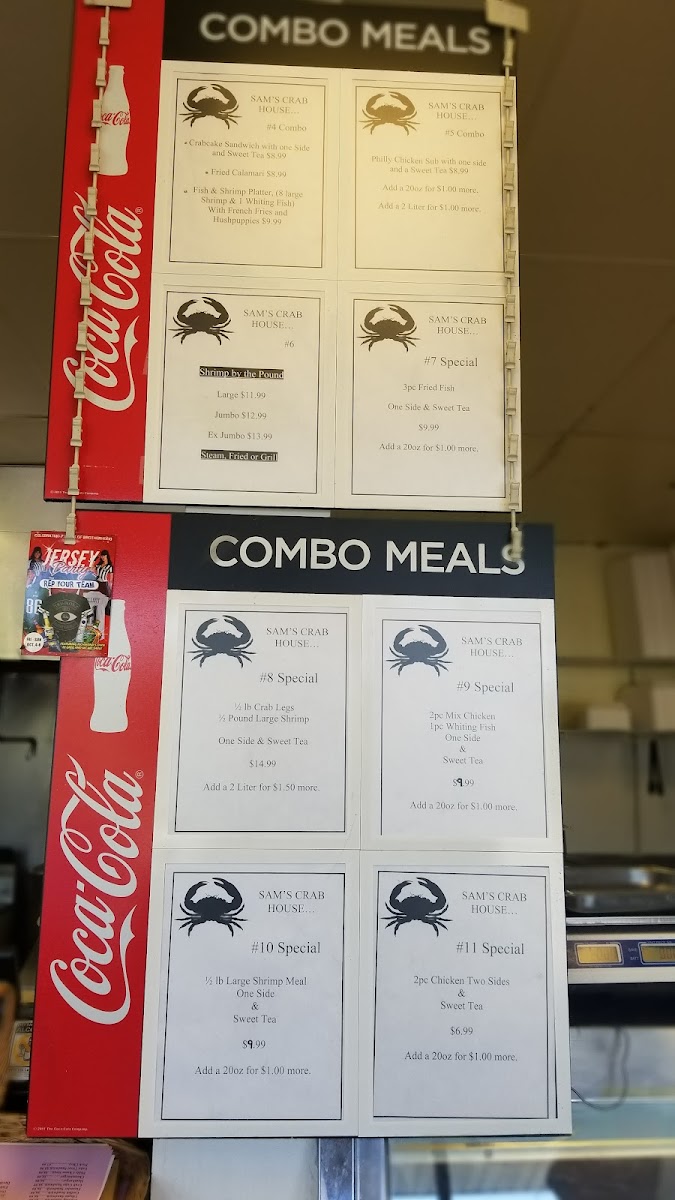 COMBO MEALS
SAM'S CRAB
HOUSE...
#4 Combo
• Crabcake Sandwich with one Side
and Sweet Tea $8.99
• Fried Calamari $8.99
• Fish & Shrimp Platter, (8 large
Shrimp & 1 Whiting Fish)
With French Fries and
Hushpuppies $9.99
SAM'S CRAB
HOUSE...
#5 Combo
Philly Chicken Sub with one side
and a Sweet Tea $8.99
Add a 20oz for $1.00 more.
Add a 2 Liter for $1.00 more.
SAM'S CRAB
HOUSE...
#6
Shrimp by the Pound
Large $11.99
Jumbo $12.99
Ex Jumbo $13.99
Steam, Fried or Grill
SAM'S CRAB
HOUSE...
#7 Special
3pc Fried Fish
One Side & Sweet Tea
$9.99
Add a 20oz for $1.00 more.
Coca-Cola
Coca-Cola
JERSEY
Party
REP YOUR TEAM
COMBO MEALS
SAM'S CRAB
HOUSE...
#8 Special
½ lb Crab Legs
½ Pound Large Shrimp
One Side & Sweet Tea
$14.99
Add a 2 Liter for $1.50 more.
SAM'S CRAB
HOUSE...
#9 Special
2pc Mix Chicken
1pc Whiting Fish
One Side
&
Sweet Tea
$9.99
Add a 20oz for $1.00 more.
SAM'S CRAB
HOUSE...
#10 Special
½ lb Large Shrimp Meal
One Side
&
Sweet Tea
$9.99
Add a 20oz for $1.00 more.
SAM'S CRAB
HOUSE...
#11 Special
2pc Chicken Two Sides
&
Sweet Tea
$6.99
Add a 20oz for $1.00 more.
Coca-Cola
Coca-Cola